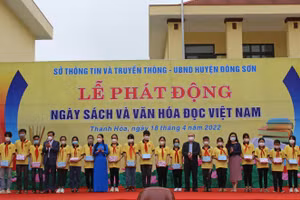 SỞ THÔNG TIN VÀ TRUYỀN THÔNG - UBND HUYỆN ĐÔNG SƠN
LỄ PHÁT ĐỘNG
NGÀY SÁCH VÀ VĂN HÓA ĐỌC VIỆT NAM
Thanh Hóa, ngày 18 tháng 4 năm 2022